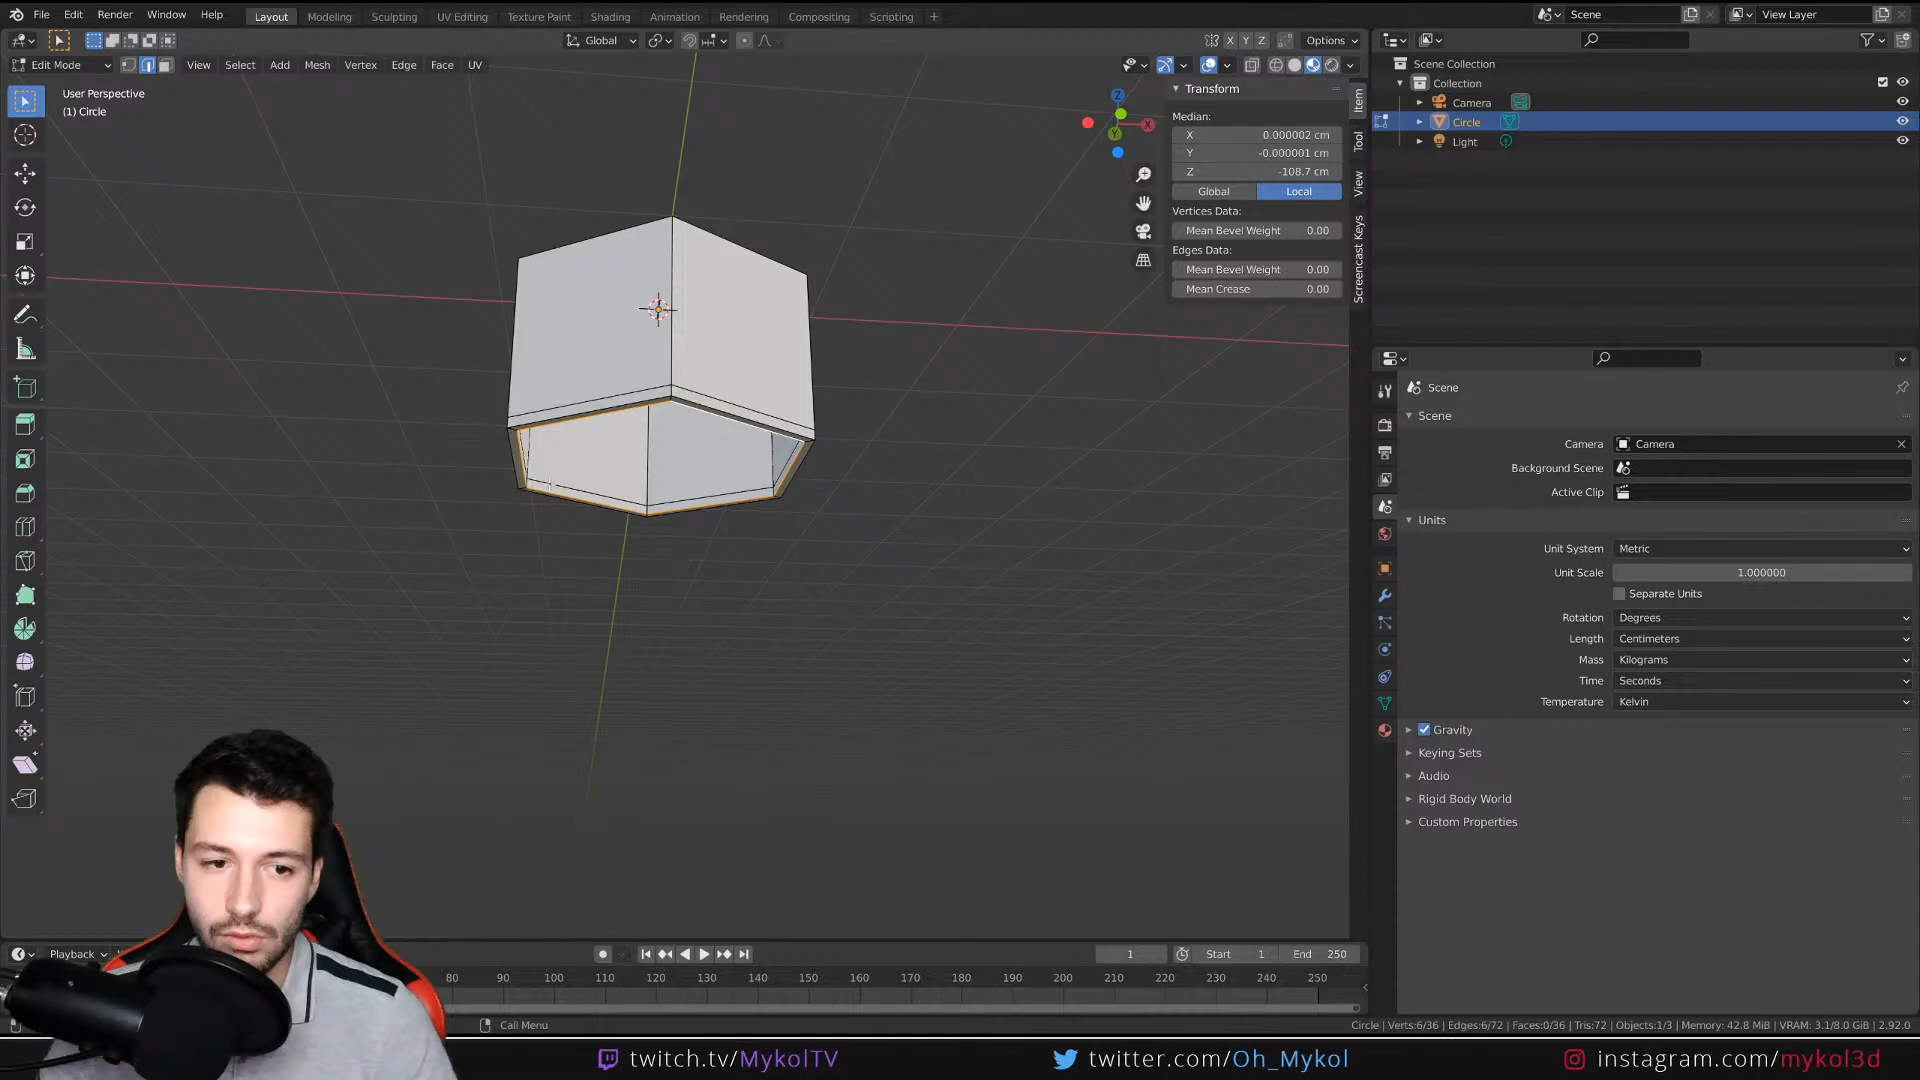 File Edit Render Window Help
Layout Modeling Sculpting UV Editing Texture Paint Shading Animation Rendering Compositing Scripting +
Scene View Layer
Global X Y Z Options
Edit Mode View Select Add Mesh Vertex Edge Face UV
User Perspective
(1) Circle
Z
X
Y
Transform
Median:
X 0.000002 cm
Y -0.000001 cm
Z -108.7 cm
Global Local
Vertices Data:
Mean Bevel Weight 0.00
Edges Data:
Mean Bevel Weight 0.00
Mean Crease 0.00
Item
Tool
View
Screencast Keys
Scene Collection
Collection
Camera
Circle
Light
Scene
Scene
Camera Camera
Background Scene
Active Clip
Units
Unit System Metric
Unit Scale 1.000000
Separate Units
Rotation Degrees
Length Centimeters
Mass Kilograms
Time Seconds
Temperature Kelvin
Gravity
Keying Sets
Audio
Rigid Body World
Custom Properties
Playback
1 Start 1 End 250
80 90 100 110 120 130 140 150 160 170 180 190 200 210 220 230 240 250
Call Menu
Circle | Verts:6/36 | Edges:6/72 | Faces:0/36 | Tris:72 | Objects:1/3 | Memory: 42.8 MiB | VRAM: 3.1/8.0 GiB | 2.92.0
twitch.tv/MykolTV twitter.com/Oh_Mykol instagram.com/mykol3d